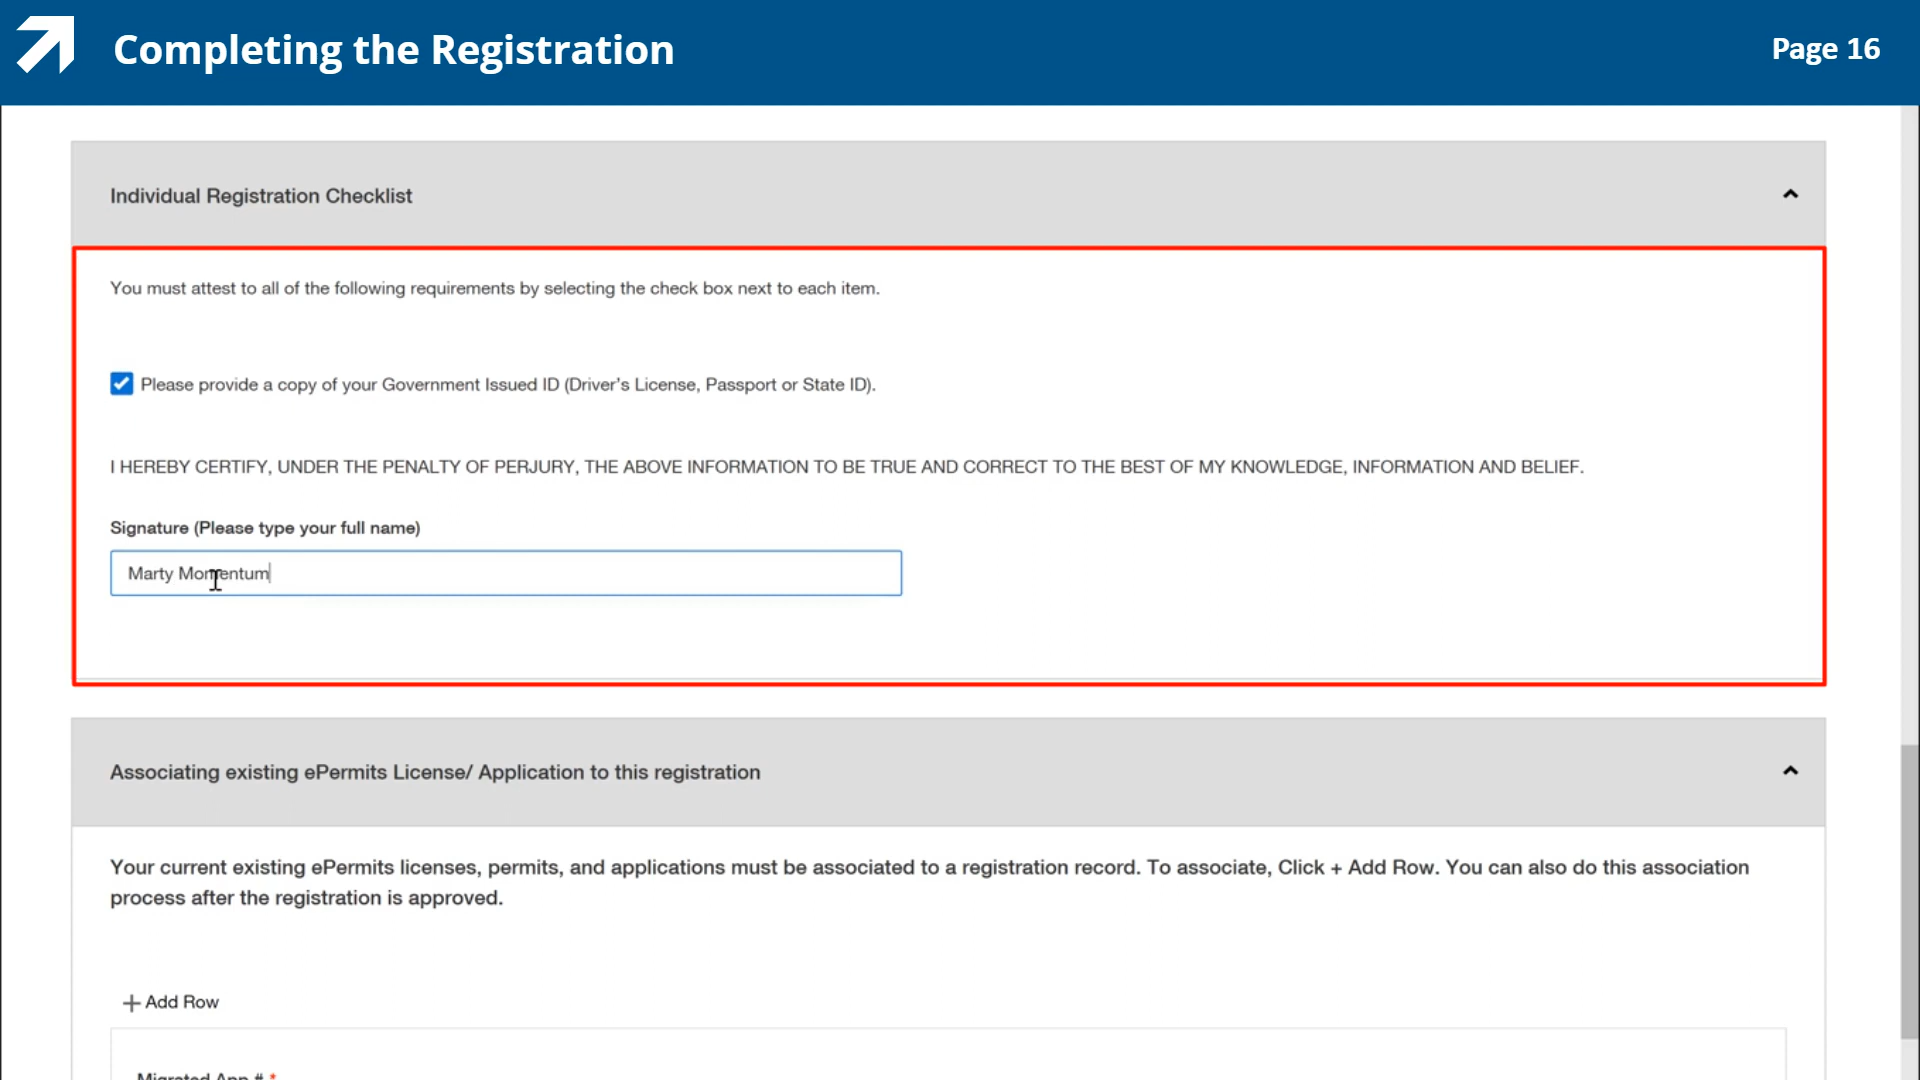 Completing the Registration
Page 16
Individual Registration Checklist
You must attest to all of the following requirements by selecting the check box next to each item.
Please provide a copy of your Government Issued ID (Driver's License, Passport or State ID).
I HEREBY CERTIFY, UNDER THE PENALTY OF PERJURY, THE ABOVE INFORMATION TO BE TRUE AND CORRECT TO THE BEST OF MY KNOWLEDGE, INFORMATION AND BELIEF.
Signature (Please type your full name)
Marty Momentum
Associating existing ePermits License/ Application to this registration
Your current existing ePermits licenses, permits, and applications must be associated to a registration record. To associate, Click + Add Row. You can also do this association
process after the registration is approved.
+ Add Row
Migrated App # *